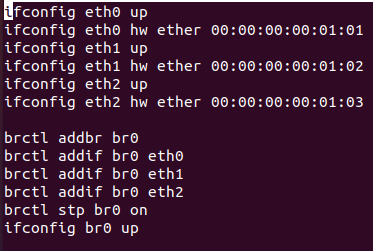 ifconfig eth0 up
ifconfig eth0 hw ether 00:00:00:00:01:01
ifconfig eth1 up
ifconfig eth1 hw ether 00:00:00:00:01:02
ifconfig eth2 up
ifconfig eth2 hw ether 00:00:00:00:01:03

brctl addbr br0
brctl addif br0 eth0
brctl addif br0 eth1
brctl addif br0 eth2
brctl stp br0 on
ifconfig br0 up